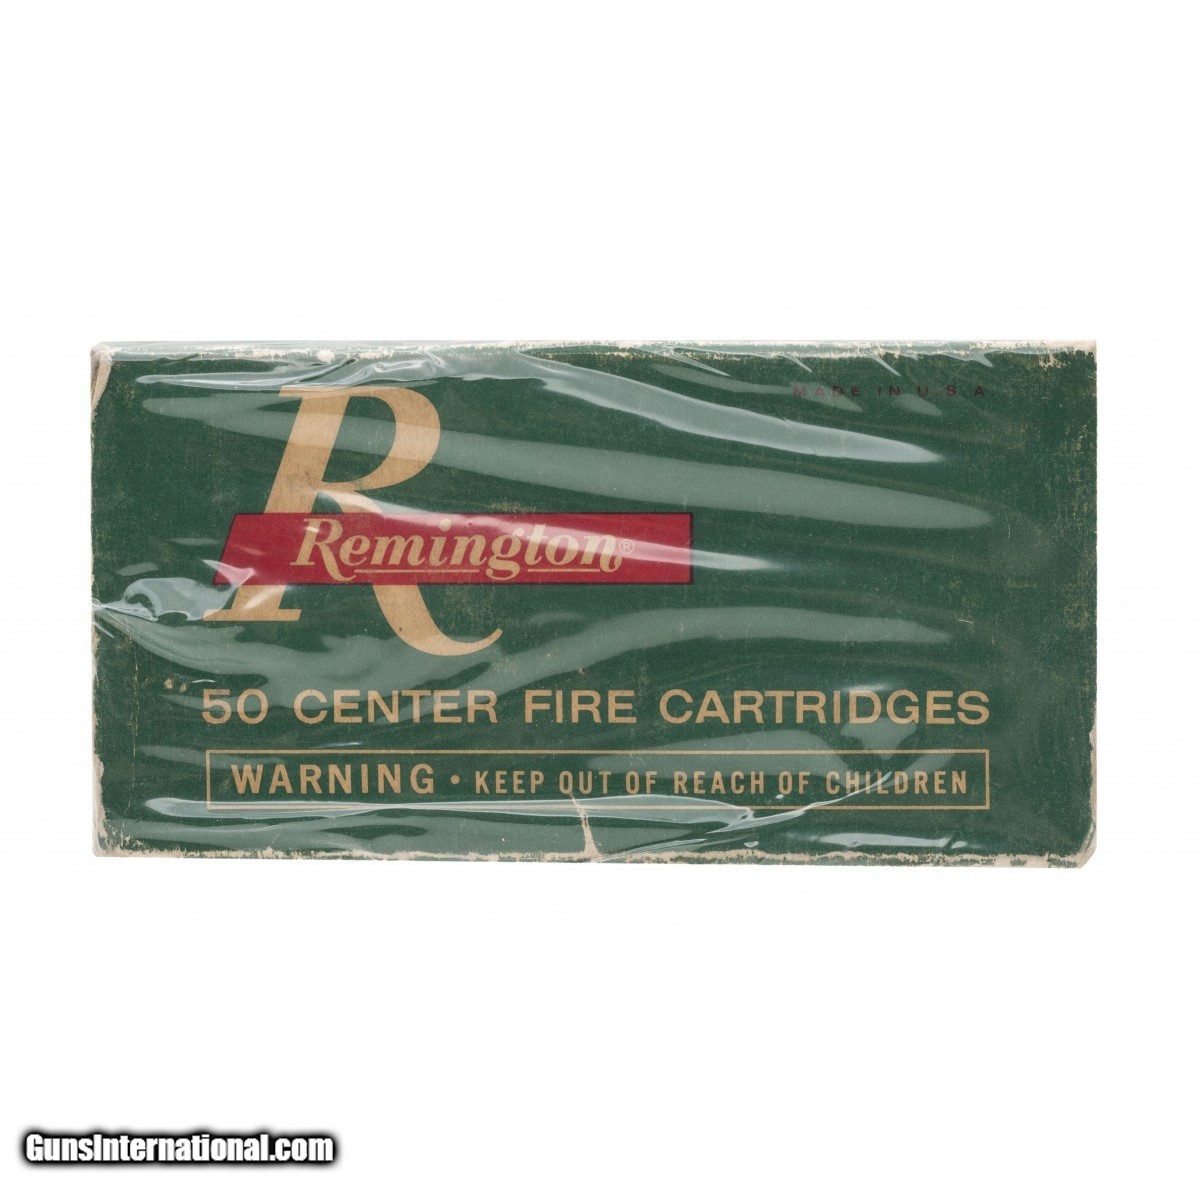 MADE IN U.S.A.
R
Remington®
50 CENTER FIRE CARTRIDGES
WARNING • KEEP OUT OF REACH OF CHILDREN
GunsInternational.com